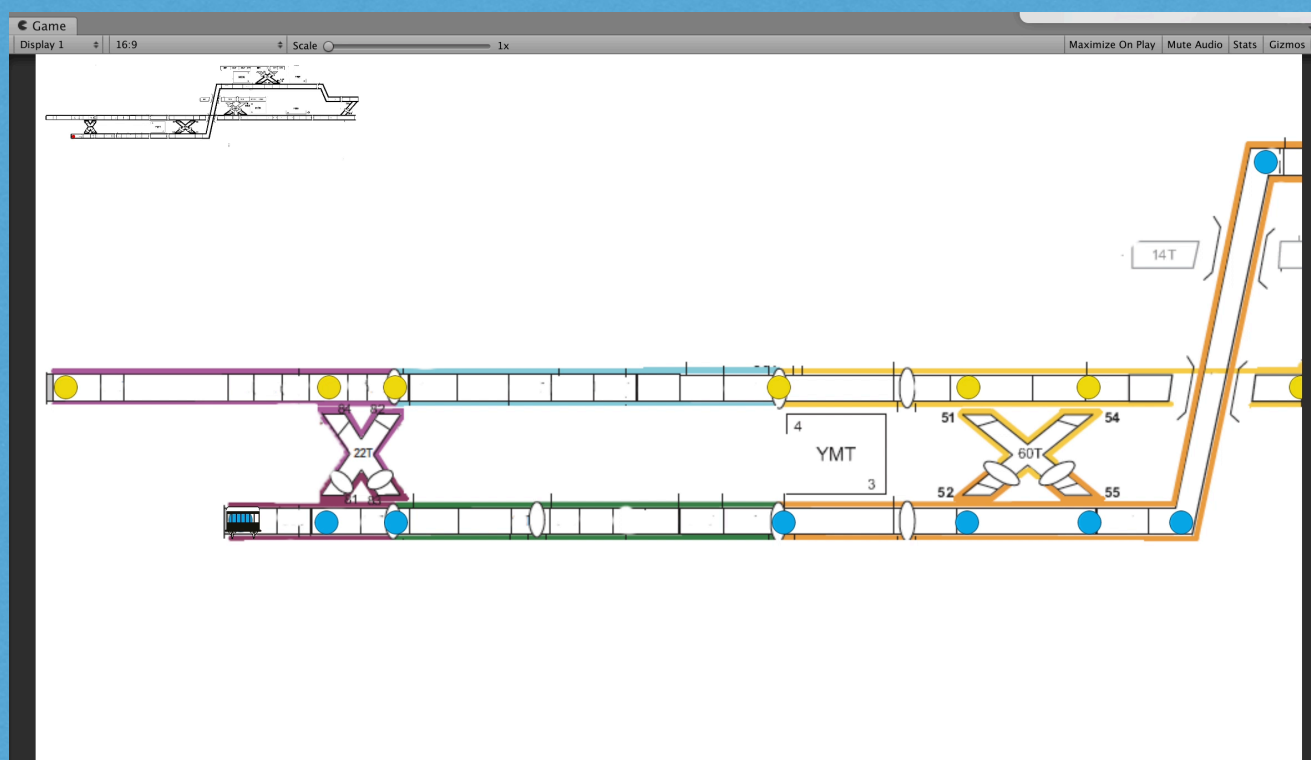 Game
Display 1 16:9 Scale 1x Maximize On Play Mute Audio Stats Gizmos
14T
51 54
4
22T YMT 60T
3
52 55